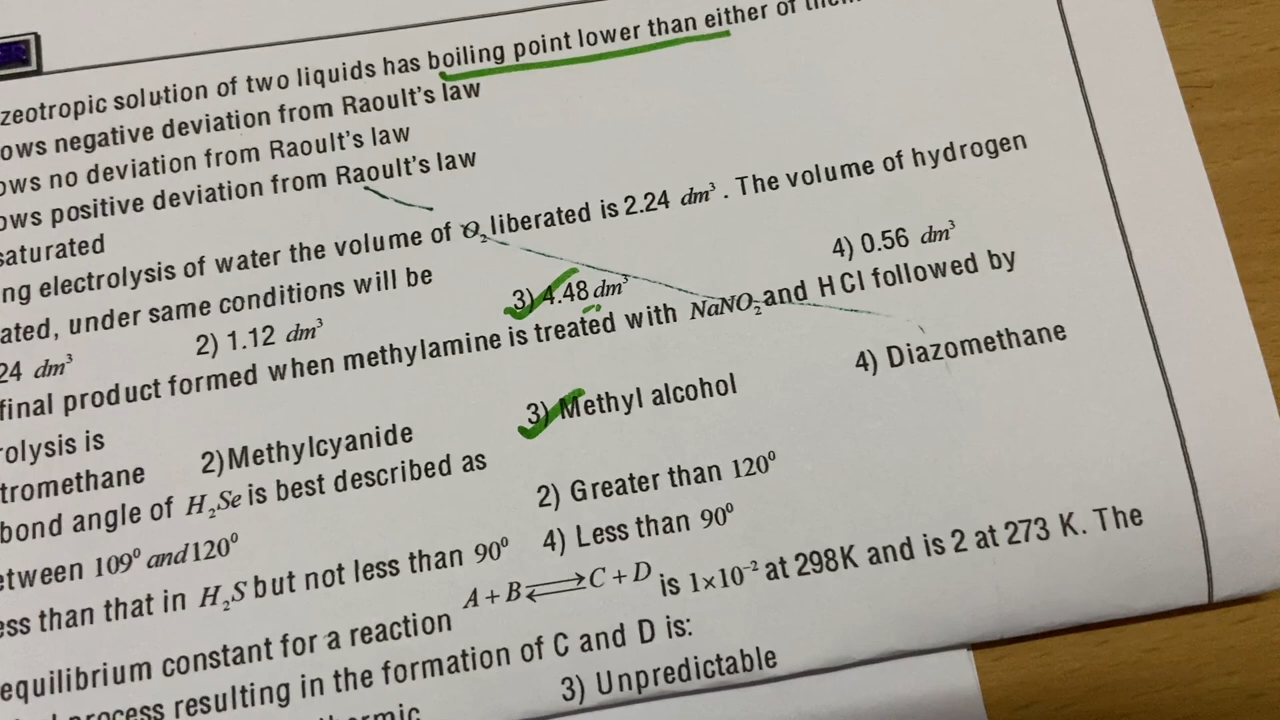 zeotropic solution of two liquids has boiling point lower than either of
ows negative deviation from Raoult's law
ows no deviation from Raoult's law
ows positive deviation from Raoult's law
saturated
ng electrolysis of water the volume of O₂ liberated is 2.24 dm³. The volume of hydrogen
ated, under same conditions will be
24 dm³ 2) 1.12 dm³ 3) 4.48 dm³ 4) 0.56 dm³
final product formed when methylamine is treated with NaNO₂ and HCl followed by
rolysis is
tromethane 2) Methylcyanide 3) Methyl alcohol 4) Diazomethane
bond angle of H₂Se is best described as
etween 109⁰ and 120⁰ 2) Greater than 120⁰
ess than that in H₂S but not less than 90⁰ 4) Less than 90⁰
equilibrium constant for a reaction A + B ⇌ C + D is 1×10⁻² at 298K and is 2 at 273 K. The
process resulting in the formation of C and D is:
3) Unpredictable